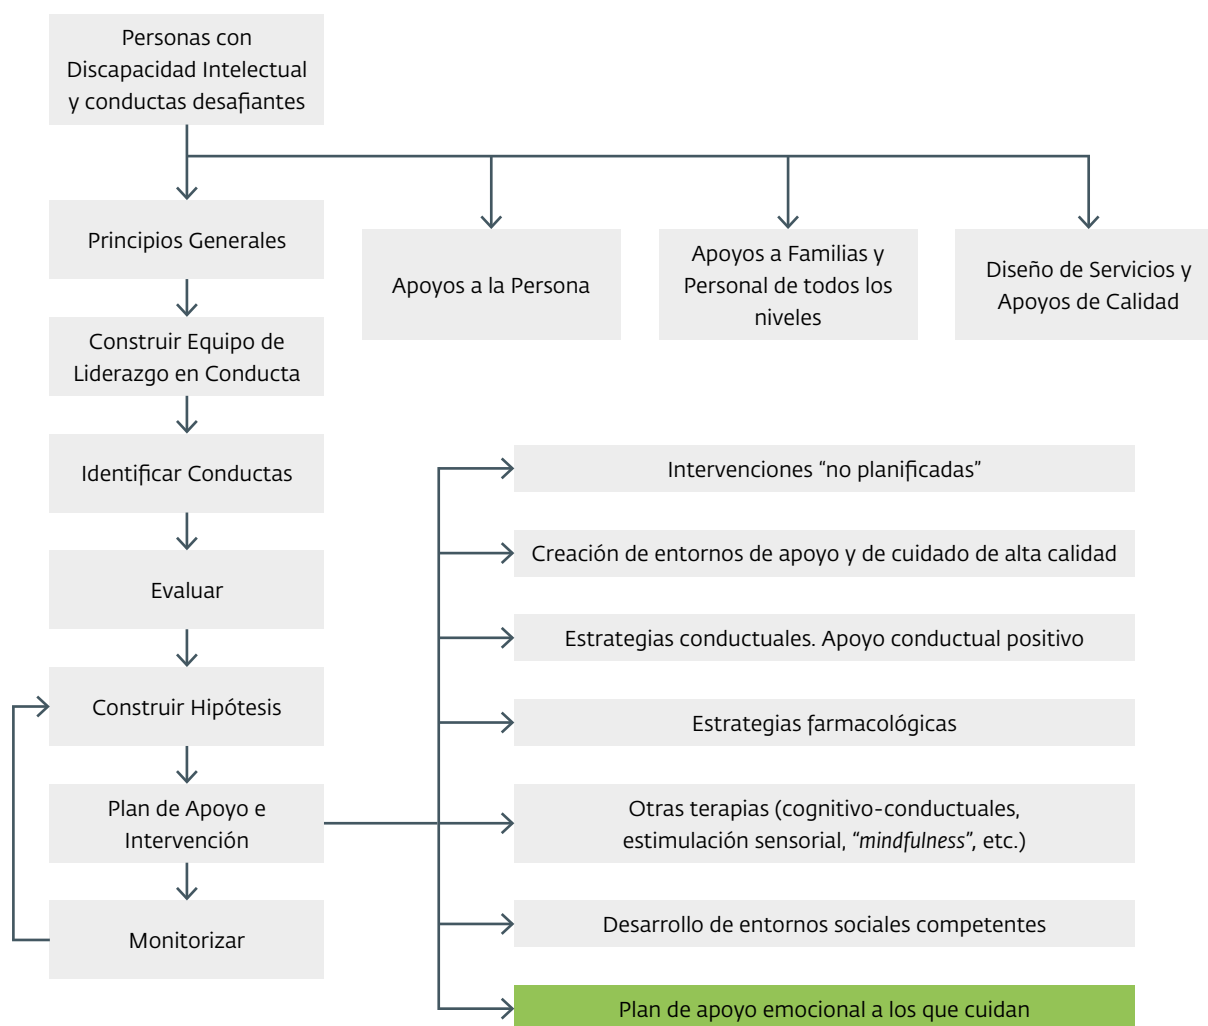 Personas con
Discapacidad Intelectual
y conductas desafiantes
Principios Generales
Apoyos a la Persona
Apoyos a Familias y
Personal de todos los
niveles
Diseño de Servicios y
Apoyos de Calidad
Construir Equipo de
Liderazgo en Conducta
Identificar Conductas
Evaluar
Construir Hipótesis
Plan de Apoyo e
Intervención
Monitorizar
Intervenciones “no planificadas”
Creación de entornos de apoyo y de cuidado de alta calidad
Estrategias conductuales. Apoyo conductual positivo
Estrategias farmacológicas
Otras terapias (cognitivo-conductuales,
estimulación sensorial, “mindfulness”, etc.)
Desarrollo de entornos sociales competentes
Plan de apoyo emocional a los que cuidan